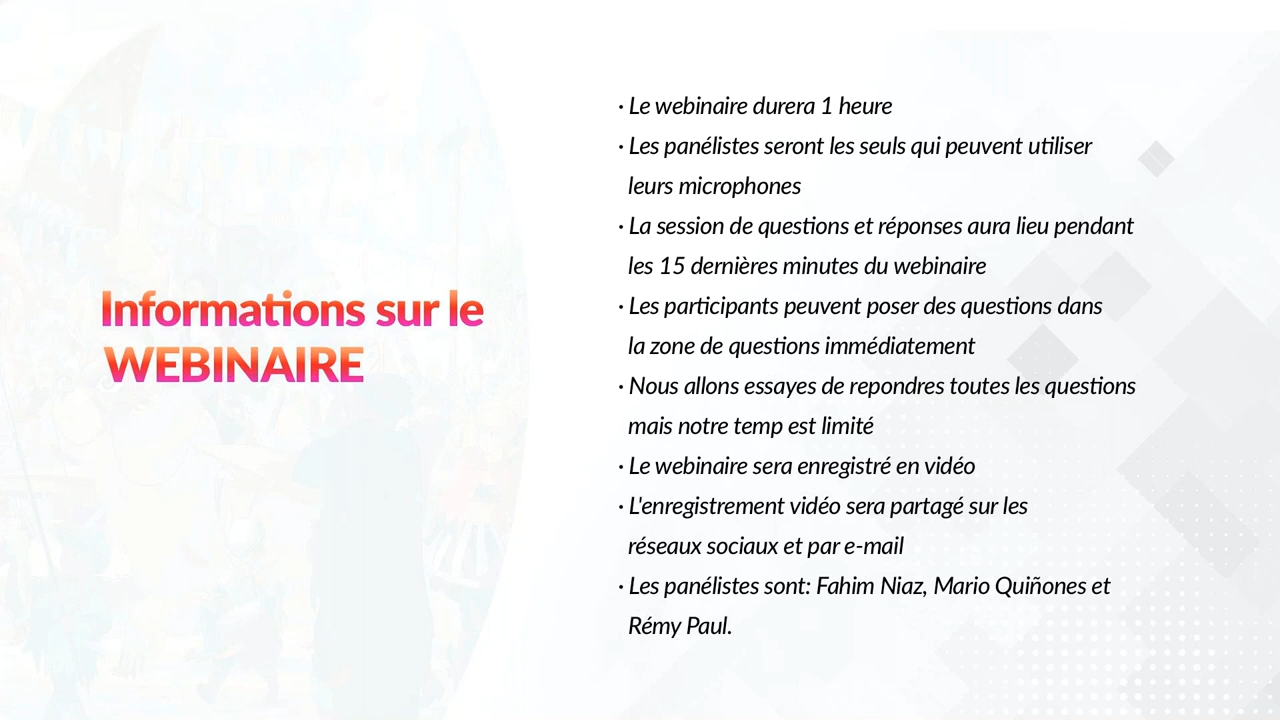 Informations sur le
WEBINAIRE
· Le webinaire durera 1 heure
· Les panélistes seront les seuls qui peuvent utiliser
leurs microphones
· La session de questions et réponses aura lieu pendant
les 15 dernières minutes du webinaire
· Les participants peuvent poser des questions dans
la zone de questions immédiatement
· Nous allons essayes de repondres toutes les questions
mais notre temp est limité
· Le webinaire sera enregistré en vidéo
· L'enregistrement vidéo sera partagé sur les
réseaux sociaux et par e-mail
· Les panélistes sont: Fahim Niaz, Mario Quiñones et
Rémy Paul.